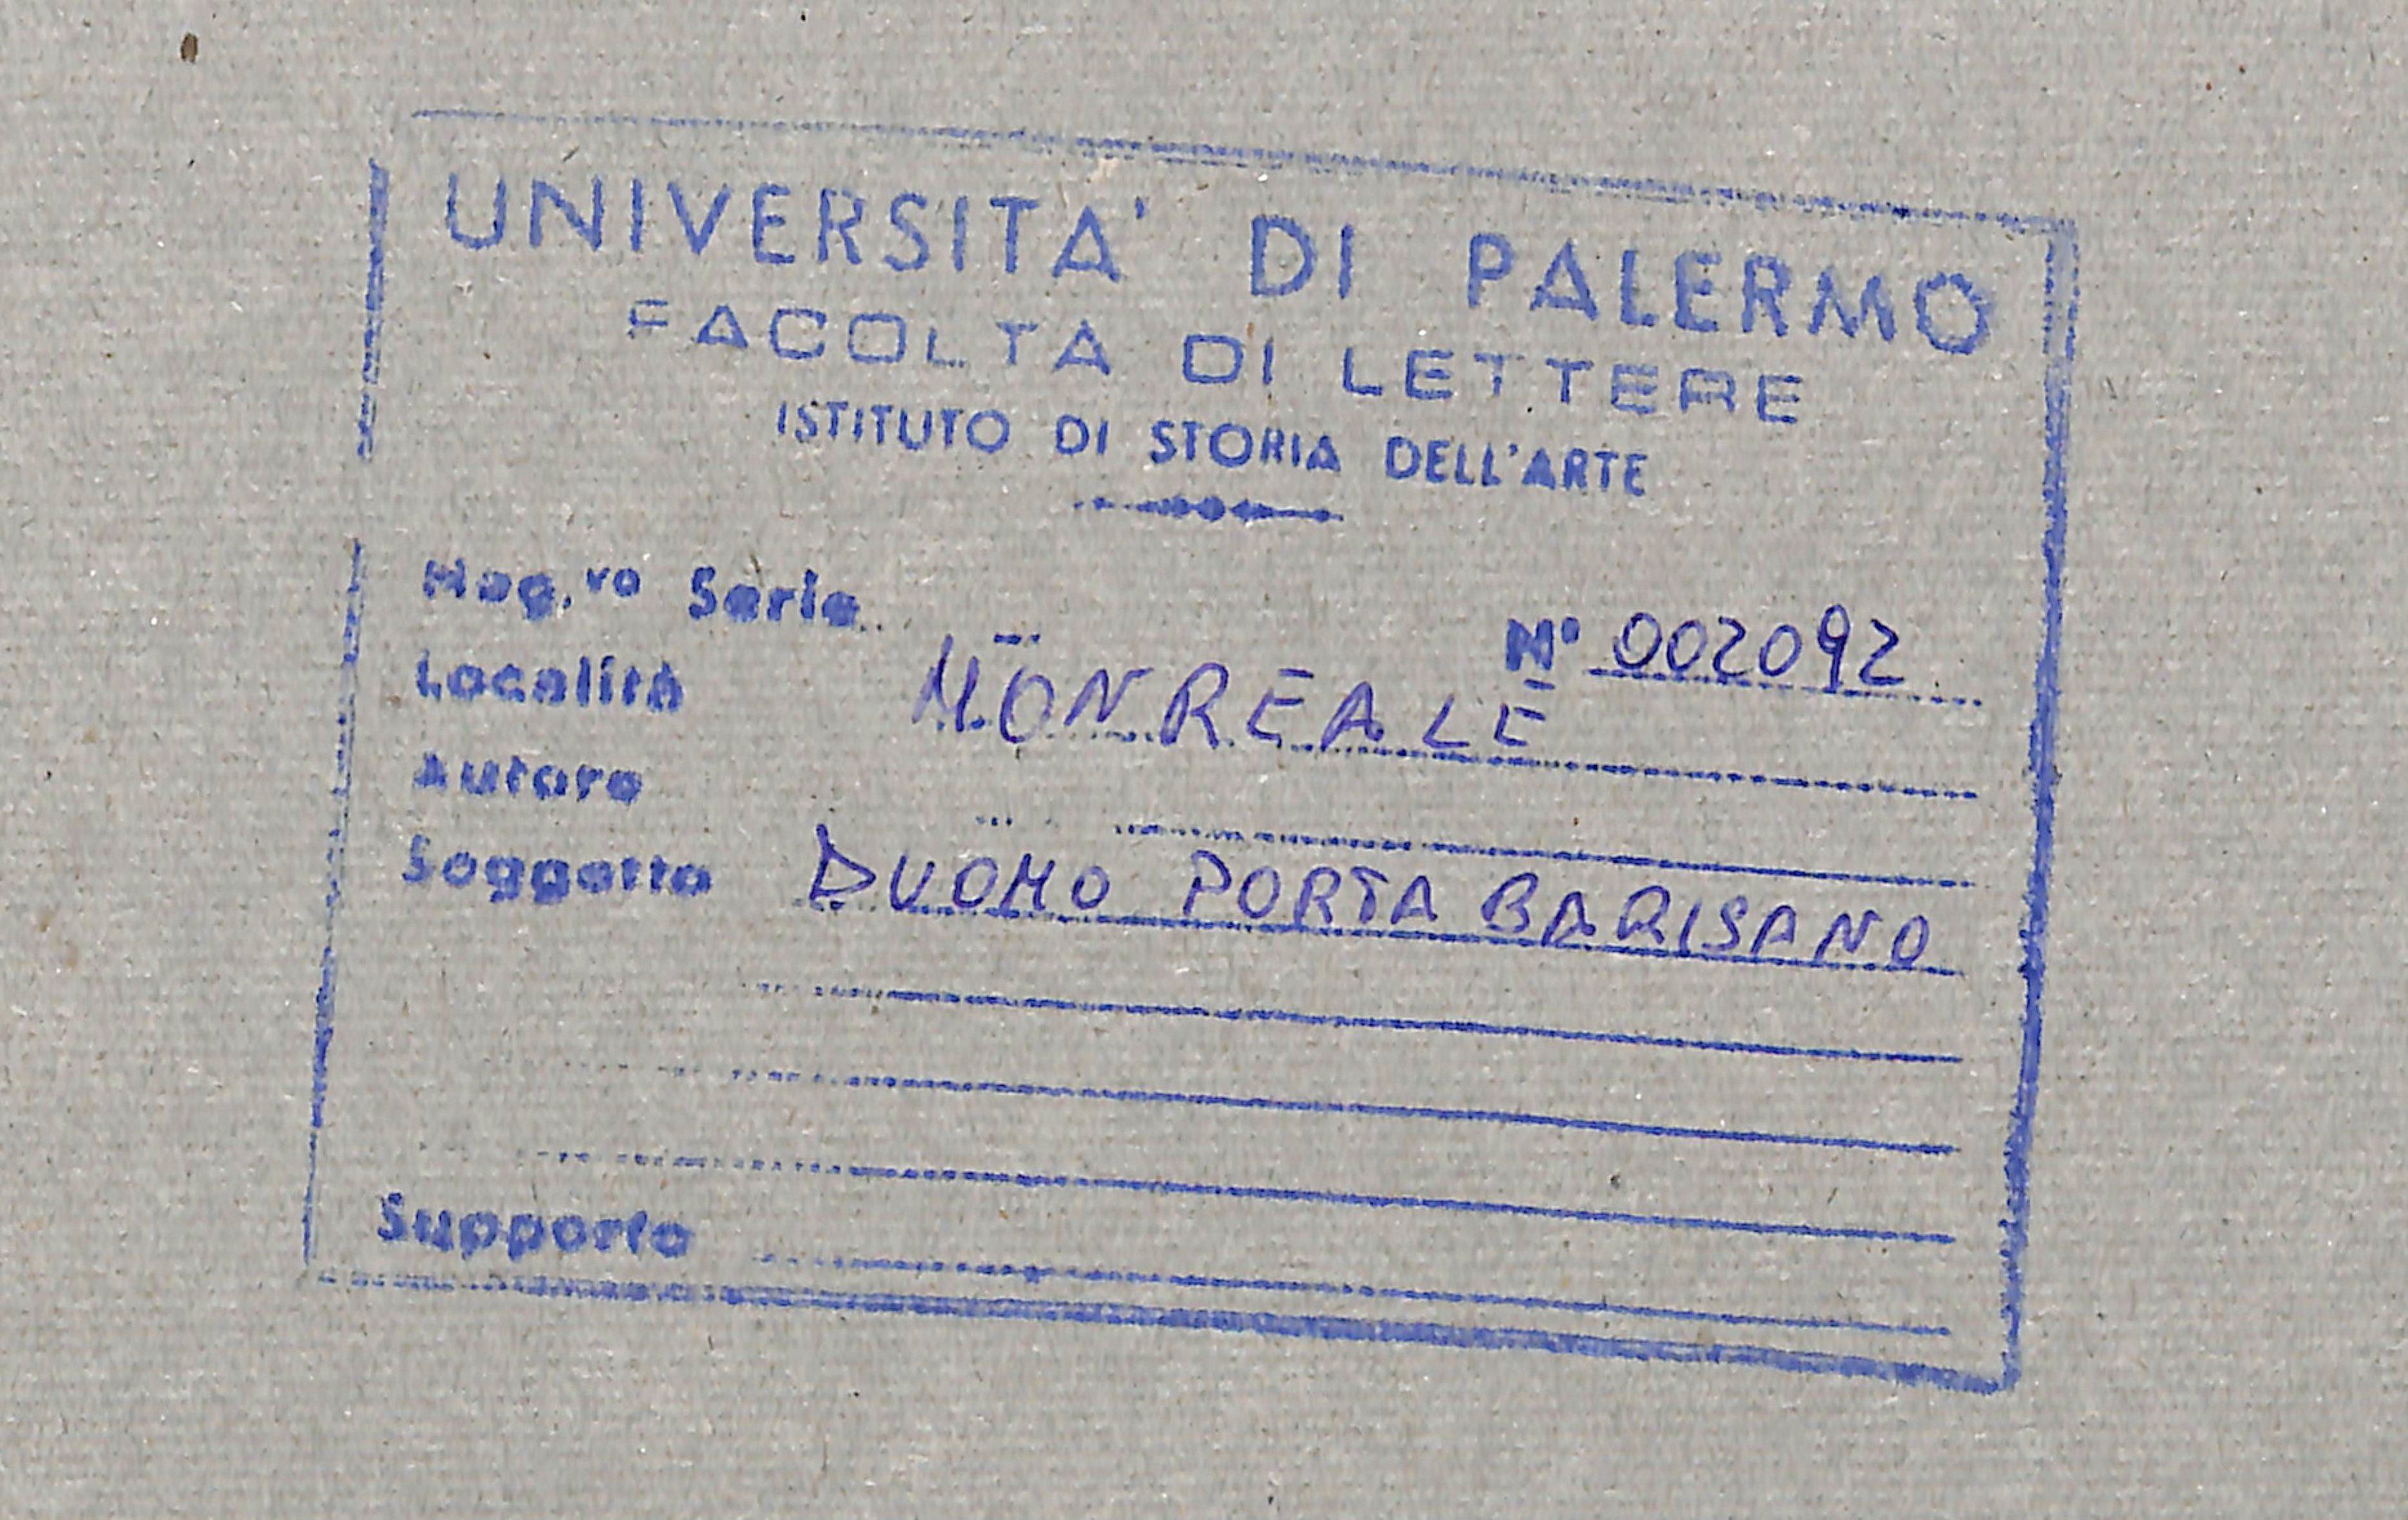 UNIVERSITA' DI PALERMO
FACOLTA DI LETTERE
ISTITUTO DI STORIA DELL'ARTE
Neg.vo Serie N° 002092
Località MONREALE
Autore
Soggetto DUOMO PORTA BARISANO
Supporto